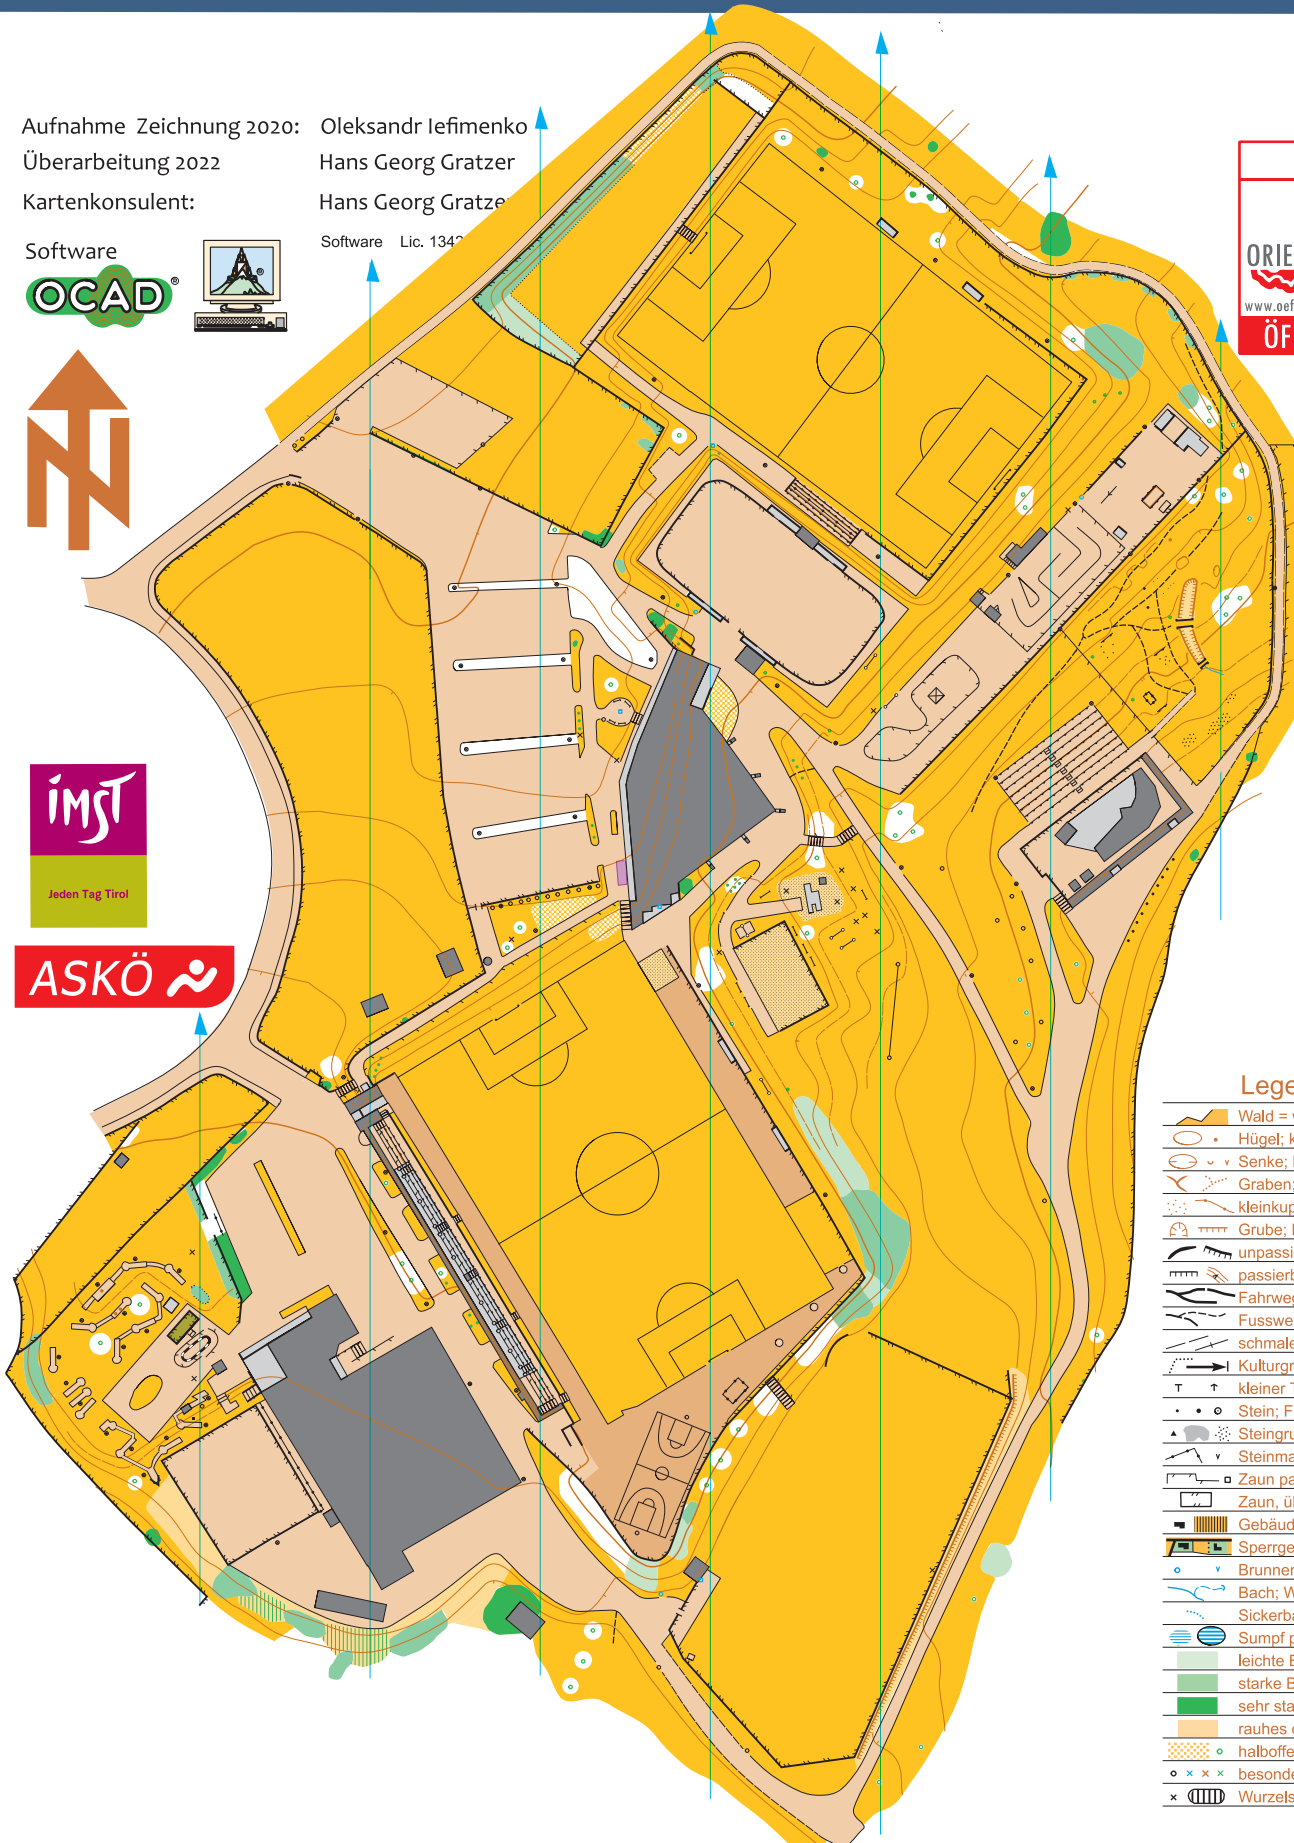 Aufnahme Zeichnung 2020: Oleksandr Iefimenko
Überarbeitung 2022 Hans Georg Gratzer
Kartenkonsulent: Hans Georg Gratze
Software Software Lic. 134
OCAD®
N
imst
Jeden Tag Tirol
ASKÖ
ORIE
www.oef
ÖF
Lege
Wald =
Hügel; k
Senke;
Graben;
kleinkup
Grube;
unpassi
passierb
Fahrweg
Fusswe
schmale
Kulturgr
kleiner T
Stein; F
Steingru
Steinma
Zaun pa
Zaun, ü
Gebäud
Sperrge
Brunner
Bach; W
Sickerba
Sumpf p
leichte B
starke B
sehr sta
rauhes
halboffe
besonde
Wurzels